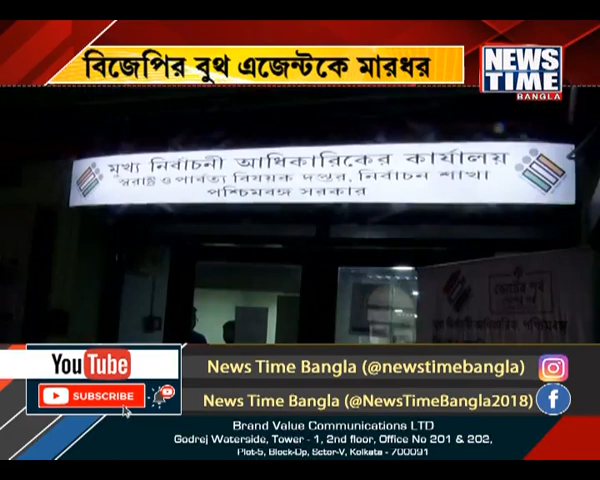 বিজেপির বুথ এজেন্টকে মারধর
NEWS
TIME
BANGLA
মুখ্য নির্বাচনী আধিকারিকের কার্যালয়
স্বরাষ্ট্র ও পার্বত্য বিষয়ক দপ্তর, নির্বাচন শাখা
পশ্চিমবঙ্গ সরকার
YouTube
SUBSCRIBE
News Time Bangla (@newstimebangla)
News Time Bangla (@NewsTimeBangla2018)
Brand Value Communications LTD
Godrej Waterside, Tower - 1, 2nd floor, Office No 201 & 202,
Plot-5, Block-Dp, Sctor-V, Kolkata - 700091